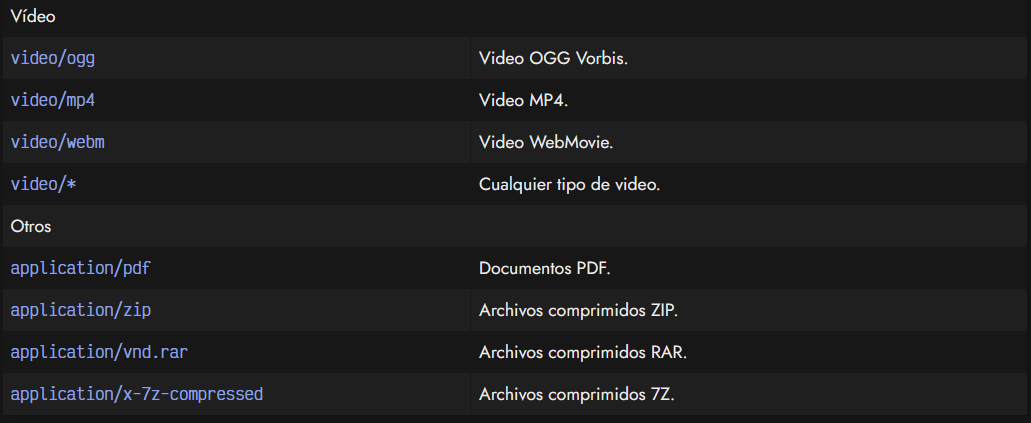 Vídeo
video/ogg Video OGG Vorbis.
video/mp4 Video MP4.
video/webm Video WebMovie.
video/* Cualquier tipo de video.
Otros
application/pdf Documentos PDF.
application/zip Archivos comprimidos ZIP.
application/vnd.rar Archivos comprimidos RAR.
application/x-7z-compressed Archivos comprimidos 7Z.